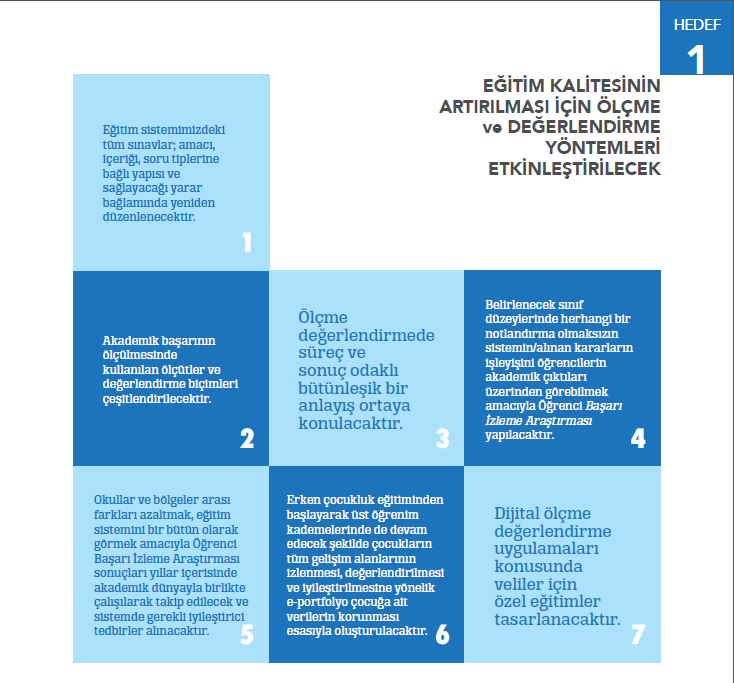 HEDEF
1
EĞİTİM KALİTESİNİN
ARTIRILMASI İÇİN ÖLÇME
ve DEĞERLENDİRME
YÖNTEMLERİ
ETKİNLEŞTİRİLECEK
Eğitim sistemimizdeki
tüm sınavlar; amacı,
içeriği, soru tiplerine
bağlı yapısı ve
sağlayacağı yarar
bağlamında yeniden
düzenlenecektir.
1
Akademik başarının
ölçülmesinde
kullanılan ölçütler ve
değerlendirme biçimleri
çeşitlendirilecektir.
2
Ölçme
değerlendirmede
süreç ve
sonuç odaklı
bütünleşik bir
anlayış ortaya
konulacaktır.
3
Belirlenecek sınıf
düzeylerinde herhangi bir
notlandırma olmaksızın
sistemin/alınan kararların
işleyişini öğrencilerin
akademik çıktıları
üzerinden görebilmek
amacıyla Öğrenci Başarı
İzleme Araştırması
yapılacaktır.
4
Okullar ve bölgeler arası
farkları azaltmak, eğitim
sistemini bir bütün olarak
görmek amacıyla Öğrenci
Başarı İzleme Araştırması
sonuçları yıllar içerisinde
akademik dünyayla birlikte
çalışılarak takip edilecek ve
sistemde gerekli iyileştirici
tedbirler alınacaktır.
5
Erken çocukluk eğitiminden
başlayarak üst öğrenim
kademelerinde de devam
edecek şekilde çocukların
tüm gelişim alanlarının
izlenmesi, değerlendirilmesi
ve iyileştirilmesine yönelik
e-portfolyo çocuğa ait
verilerin korunması
esasıyla oluşturulacaktır.
6
Dijital ölçme
değerlendirme
uygulamaları
konusunda
veliler için
özel eğitimler
tasarlanacaktır.
7